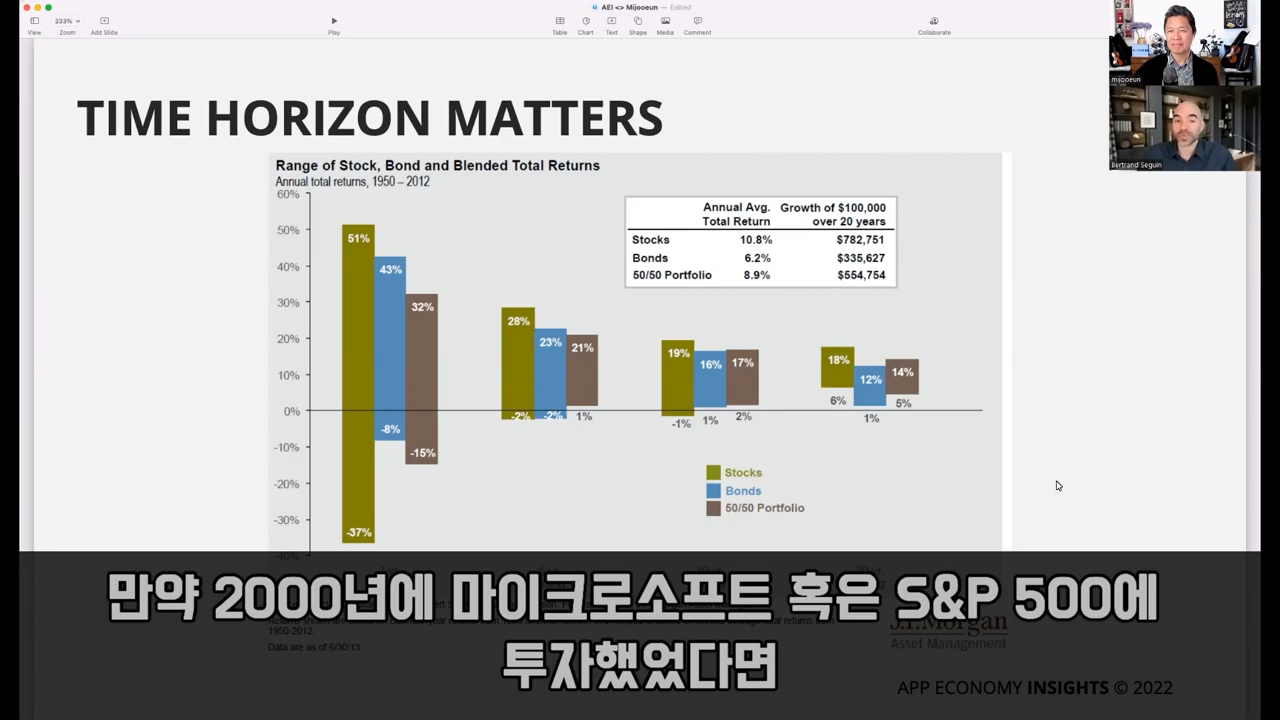 AEI <> Mijooeun — Edited
233%
View
Zoom
Add Slide
Play
Table
Chart
Text
Shape
Media
Comment
Collaborate
mijooeun
Bertrand Seguin
TIME HORIZON MATTERS
Range of Stock, Bond and Blended Total Returns
Annual total returns, 1950 – 2012
Annual Avg. Growth of $100,000
Total Return over 20 years
Stocks 10.8% $782,751
Bonds 6.2% $335,627
50/50 Portfolio 8.9% $554,754
60%
50%
40%
30%
20%
10%
0%
-10%
-20%
-30%
51%
43%
32%
-8%
-15%
-37%
28%
23%
21%
-2%
-2%
1%
19%
16%
17%
-1%
1%
2%
18%
12%
14%
6%
1%
5%
Stocks
Bonds
50/50 Portfolio
만약 2000년에 마이크로소프트 혹은 S&P 500에
투자했었다면
1950-2012.
Data are as of 6/30/13.
J.P.Morgan
Asset Management
APP ECONOMY INSIGHTS © 2022